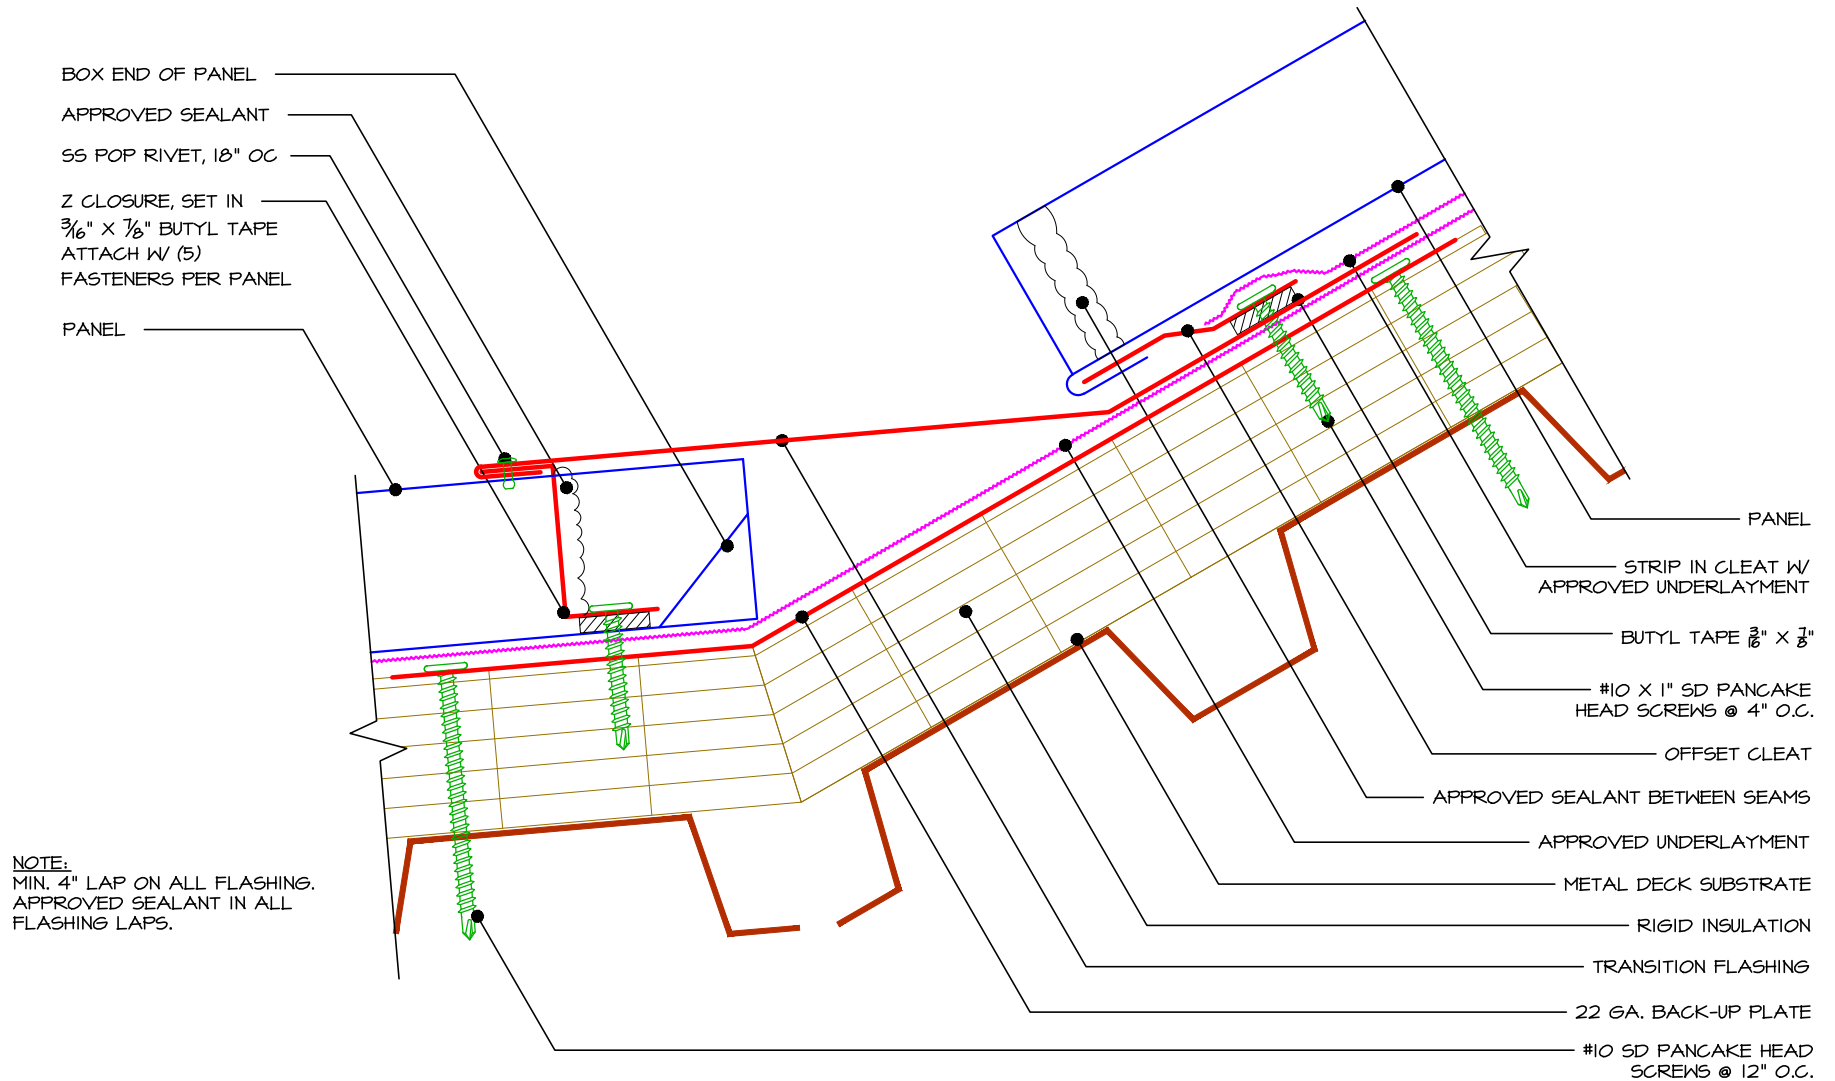 BOX END OF PANEL
APPROVED SEALANT
SS POP RIVET, 18" OC
Z CLOSURE, SET IN
3/16" X 7/8" BUTYL TAPE
ATTACH W/ (5)
FASTENERS PER PANEL
PANEL
NOTE:
MIN. 4" LAP ON ALL FLASHING.
APPROVED SEALANT IN ALL
FLASHING LAPS.
PANEL
STRIP IN CLEAT W/
APPROVED UNDERLAYMENT
BUTYL TAPE 3/16" X 7/8"
#10 X 1" SD PANCAKE
HEAD SCREWS @ 4" O.C.
OFFSET CLEAT
APPROVED SEALANT BETWEEN SEAMS
APPROVED UNDERLAYMENT
METAL DECK SUBSTRATE
RIGID INSULATION
TRANSITION FLASHING
22 GA. BACK-UP PLATE
#10 SD PANCAKE HEAD
SCREWS @ 12" O.C.